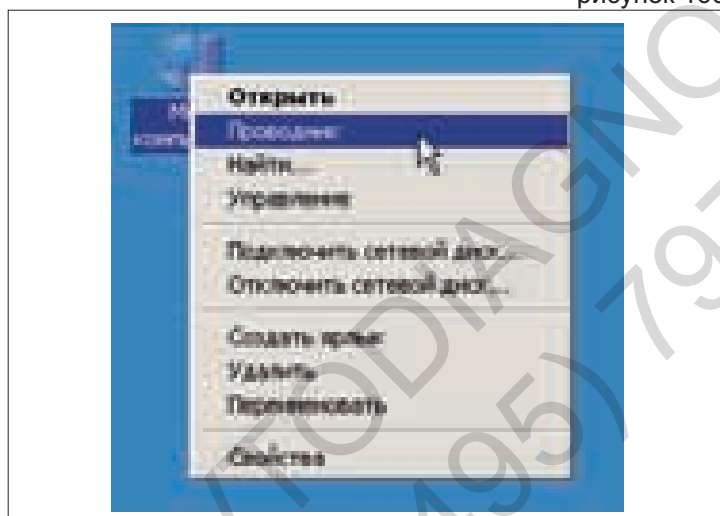 рисунок
Открыть
Проводник
Найти...
Управление
Подключить сетевой диск...
Отключить сетевой диск...
Создать ярлык
Удалить
Переименовать
Свойства